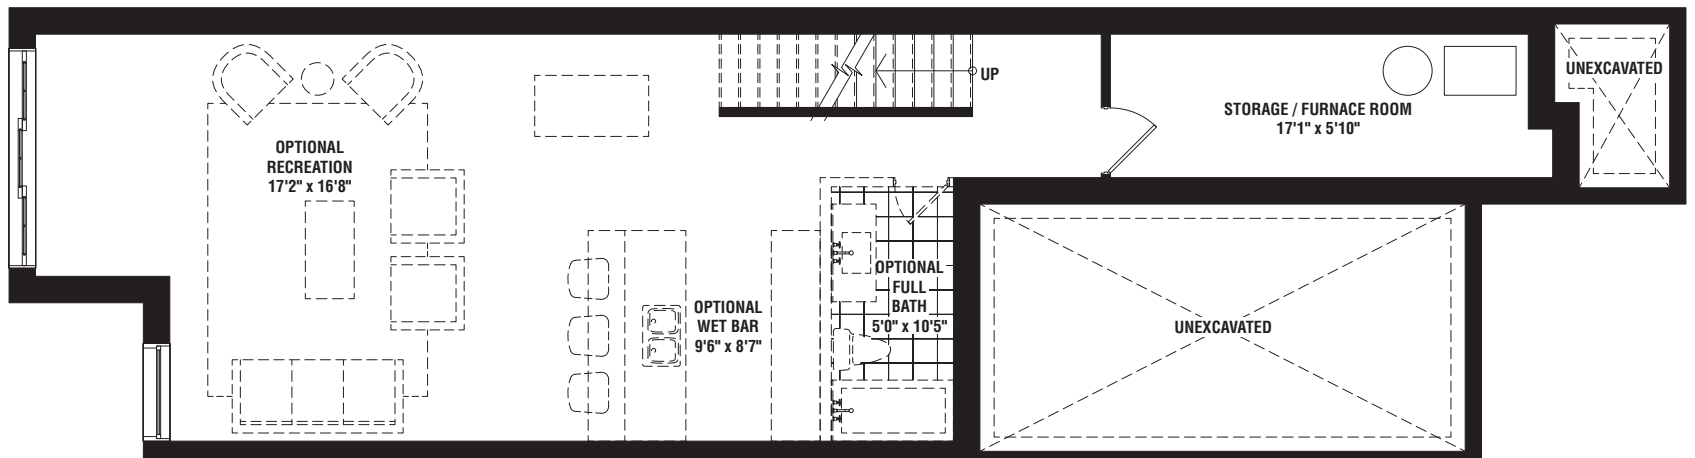 OPTIONAL
RECREATION
17'2" x 16'8"
UP
STORAGE / FURNACE ROOM
17'1" x 5'10"
UNEXCAVATED
OPTIONAL
WET BAR
9'6" x 8'7"
OPTIONAL
FULL
BATH
5'0" x 10'5"
UNEXCAVATED